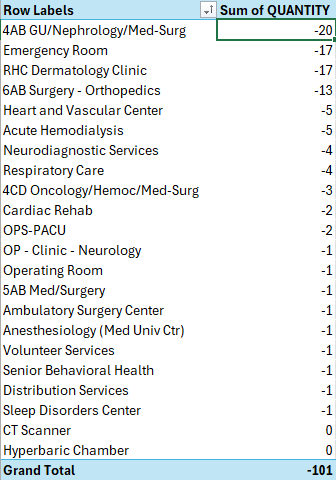 Row Labels Sum of QUANTITY
4AB GU/Nephrology/Med-Surg -20
Emergency Room -17
RHC Dermatology Clinic -17
6AB Surgery - Orthopedics -13
Heart and Vascular Center -5
Acute Hemodialysis -5
Neurodiagnostic Services -4
Respiratory Care -4
4CD Oncology/Hemoc/Med-Surg -3
Cardiac Rehab -2
OPS-PACU -2
OP - Clinic - Neurology -1
Operating Room -1
5AB Med/Surgery -1
Ambulatory Surgery Center -1
Anesthesiology (Med Univ Ctr) -1
Volunteer Services -1
Senior Behavioral Health -1
Distribution Services -1
Sleep Disorders Center -1
CT Scanner 0
Hyperbaric Chamber 0
Grand Total -101